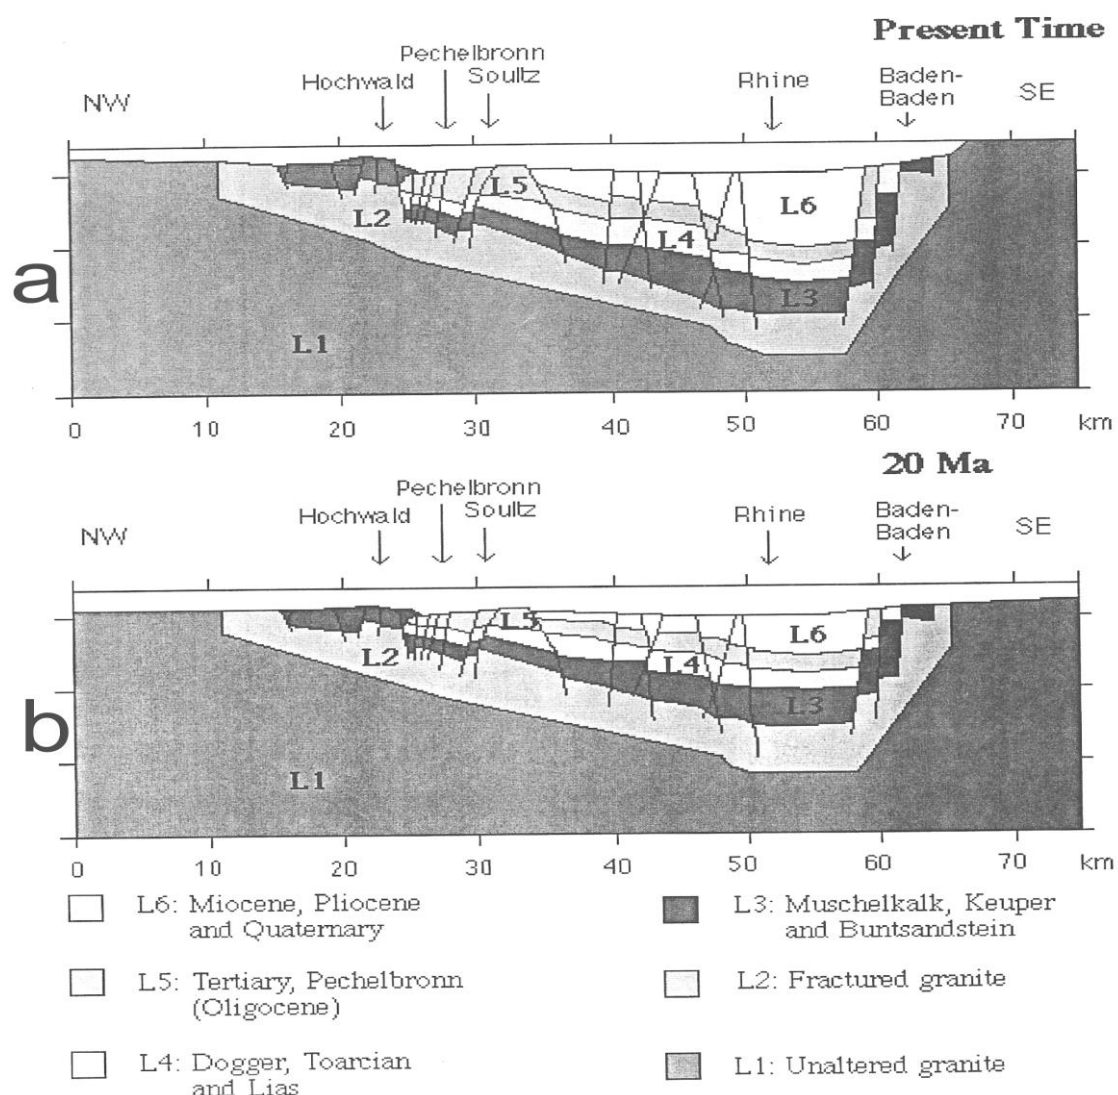 Present Time
Pechelbronn
Hochwald
Soultz
Rhine
Baden-
Baden
NW
SE
L5
L6
L2
L4
a
L3
L1
0 10 20 30 40 50 60 70 km
20 Ma
Pechelbronn
Hochwald
Soultz
Rhine
Baden-
Baden
NW
SE
L5
L6
L2
L4
b
L3
L1
0 10 20 30 40 50 60 70 km
L6: Miocene, Pliocene
and Quaternary
L5: Tertiary, Pechelbronn
(Oligocene)
L4: Dogger, Toarcian
and Lias
L3: Muschelkalk, Keuper
and Buntsandstein
L2: Fractured granite
L1: Unaltered granite